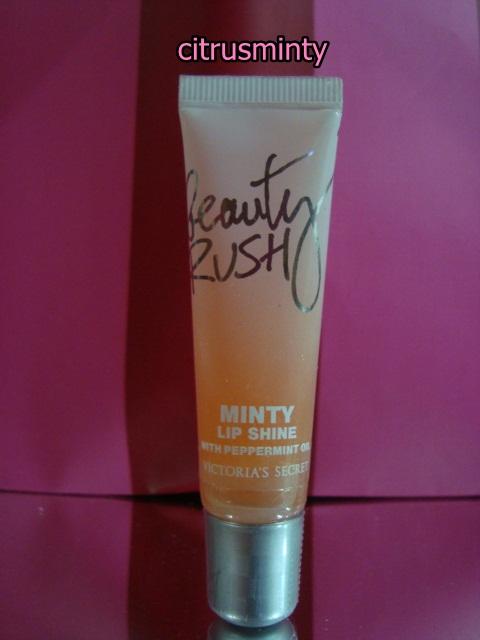 citrusminty
Beauty
RUSH
MINTY
LIP SHINE
WITH PEPPERMINT OIL
VICTORIA'S SECRET